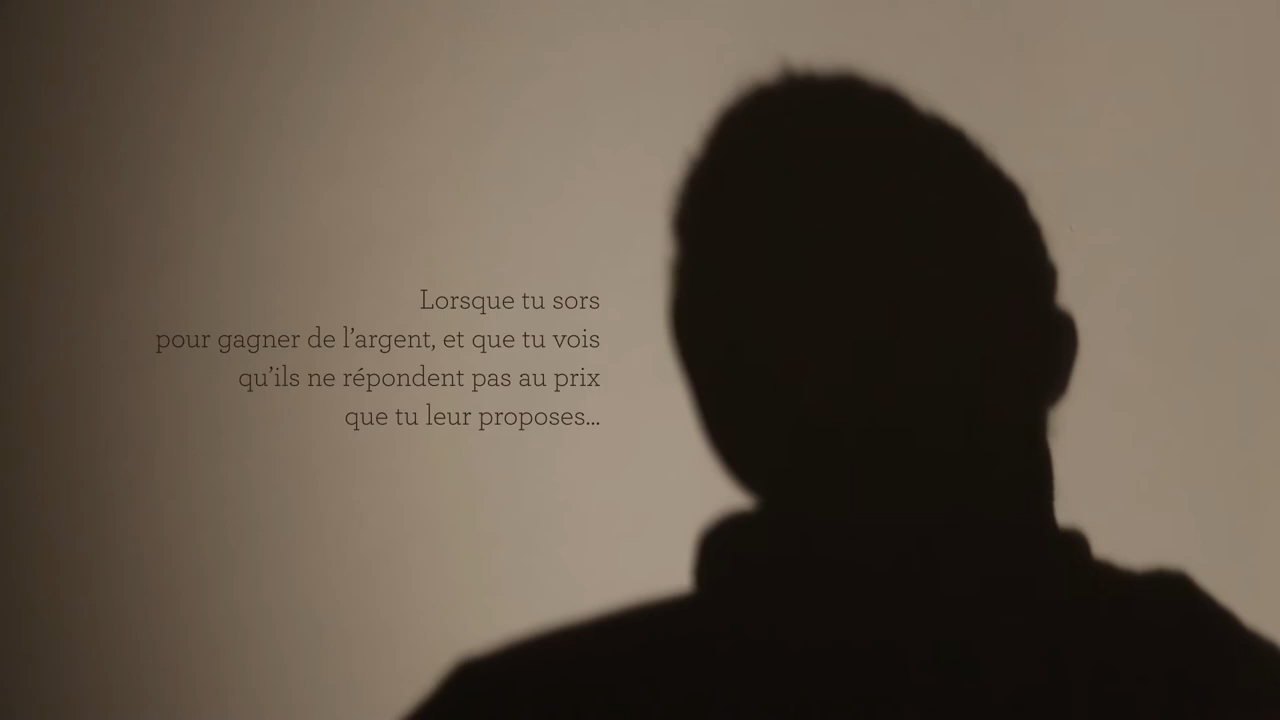 Lorsque tu sors
pour gagner de l’argent, et que tu vois
qu’ils ne répondent pas au prix
que tu leur proposes...